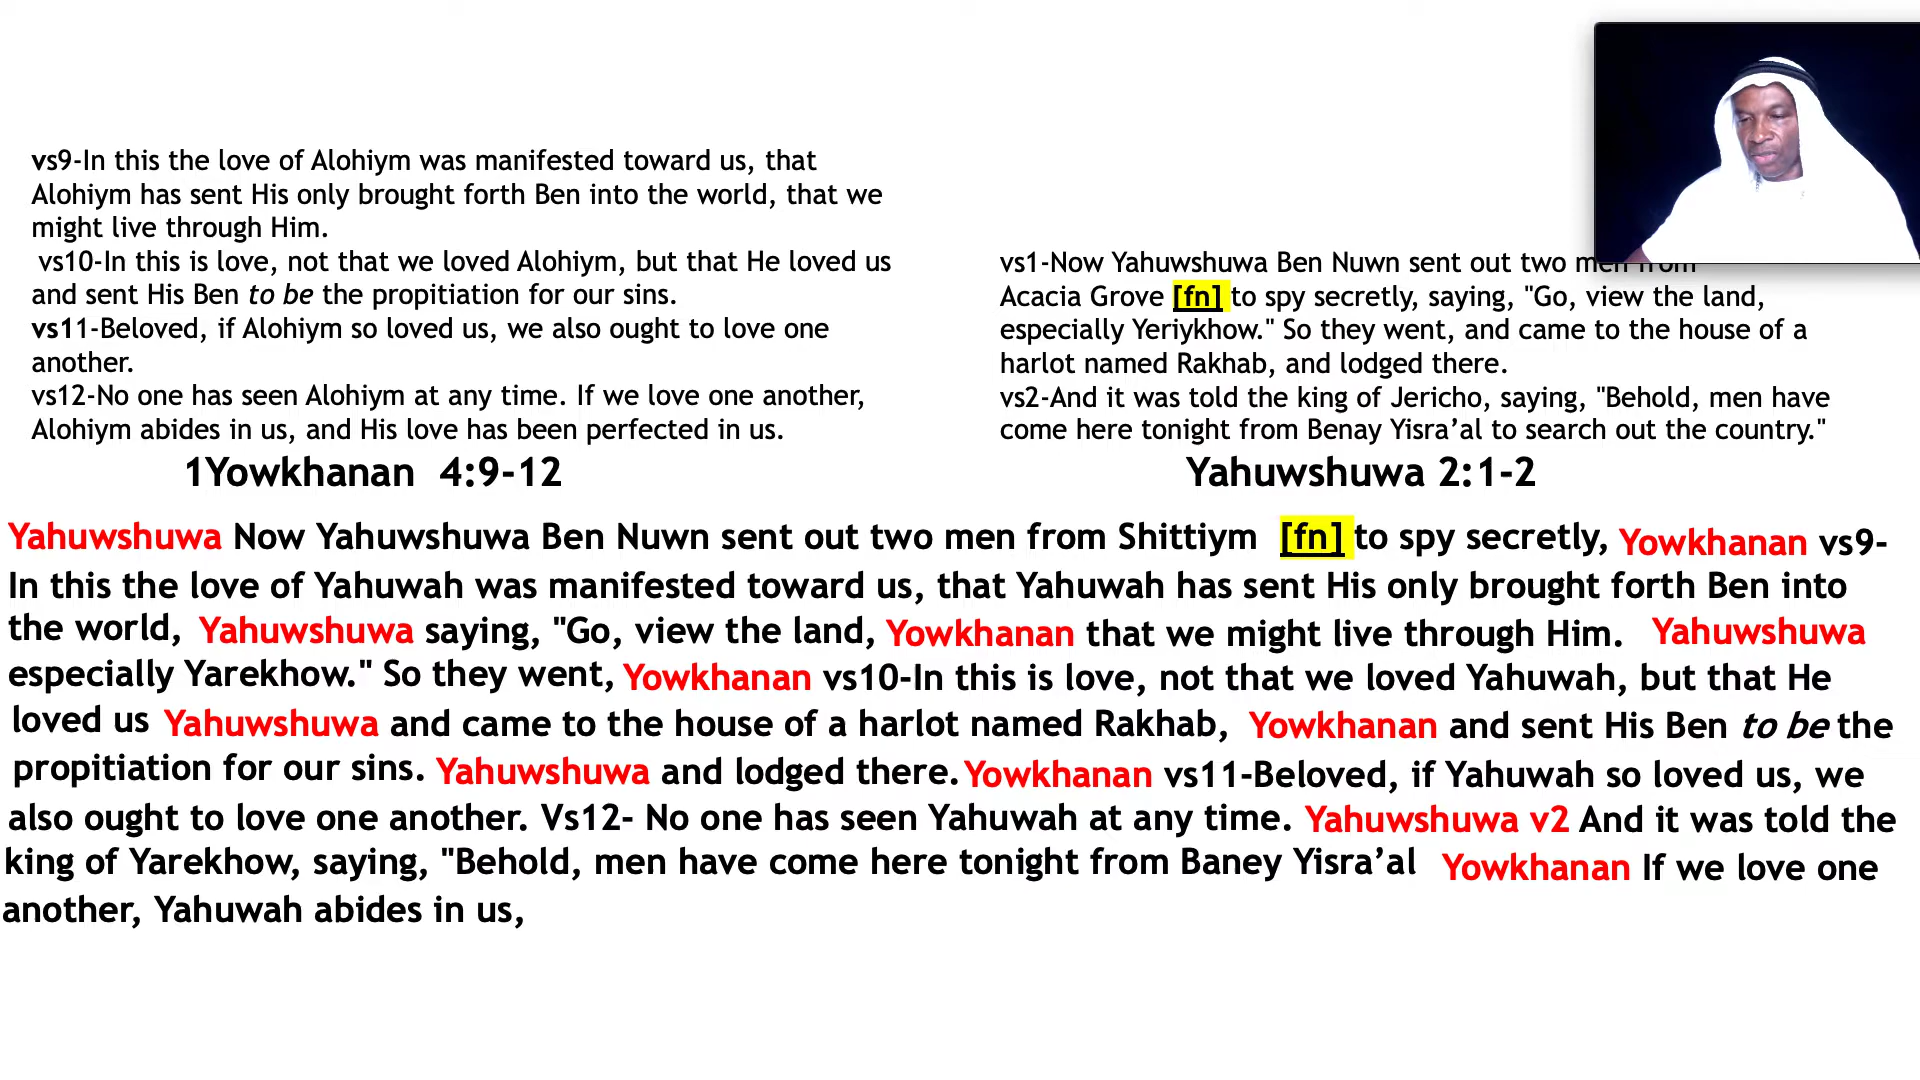 vs9-In this the love of Alohiym was manifested toward us, that
Alohiym has sent His only brought forth Ben into the world, that we
might live through Him.
vs10-In this is love, not that we loved Alohiym, but that He loved us
and sent His Ben to be the propitiation for our sins.
vs11-Beloved, if Alohiym so loved us, we also ought to love one
another.
vs12-No one has seen Alohiym at any time. If we love one another,
Alohiym abides in us, and His love has been perfected in us.
1Yowkhanan 4:9-12
vs1-Now Yahuwshuwa Ben Nuwn sent out two men from
Acacia Grove [fn] to spy secretly, saying, "Go, view the land,
especially Yeriykhow." So they went, and came to the house of a
harlot named Rakhab, and lodged there.
vs2-And it was told the king of Jericho, saying, "Behold, men have
come here tonight from Benay Yisra’al to search out the country."
Yahuwshuwa 2:1-2
Yahuwshuwa Now Yahuwshuwa Ben Nuwn sent out two men from Shittiym [fn] to spy secretly, Yowkhanan vs9-
In this the love of Yahuwah was manifested toward us, that Yahuwah has sent His only brought forth Ben into
the world, Yahuwshuwa saying, "Go, view the land, Yowkhanan that we might live through Him. Yahuwshuwa
especially Yarekhow." So they went, Yowkhanan vs10-In this is love, not that we loved Yahuwah, but that He
loved us Yahuwshuwa and came to the house of a harlot named Rakhab, Yowkhanan and sent His Ben to be the
propitiation for our sins. Yahuwshuwa and lodged there. Yowkhanan vs11-Beloved, if Yahuwah so loved us, we
also ought to love one another. Vs12- No one has seen Yahuwah at any time. Yahuwshuwa v2 And it was told the
king of Yarekhow, saying, "Behold, men have come here tonight from Baney Yisra’al Yowkhanan If we love one
another, Yahuwah abides in us,